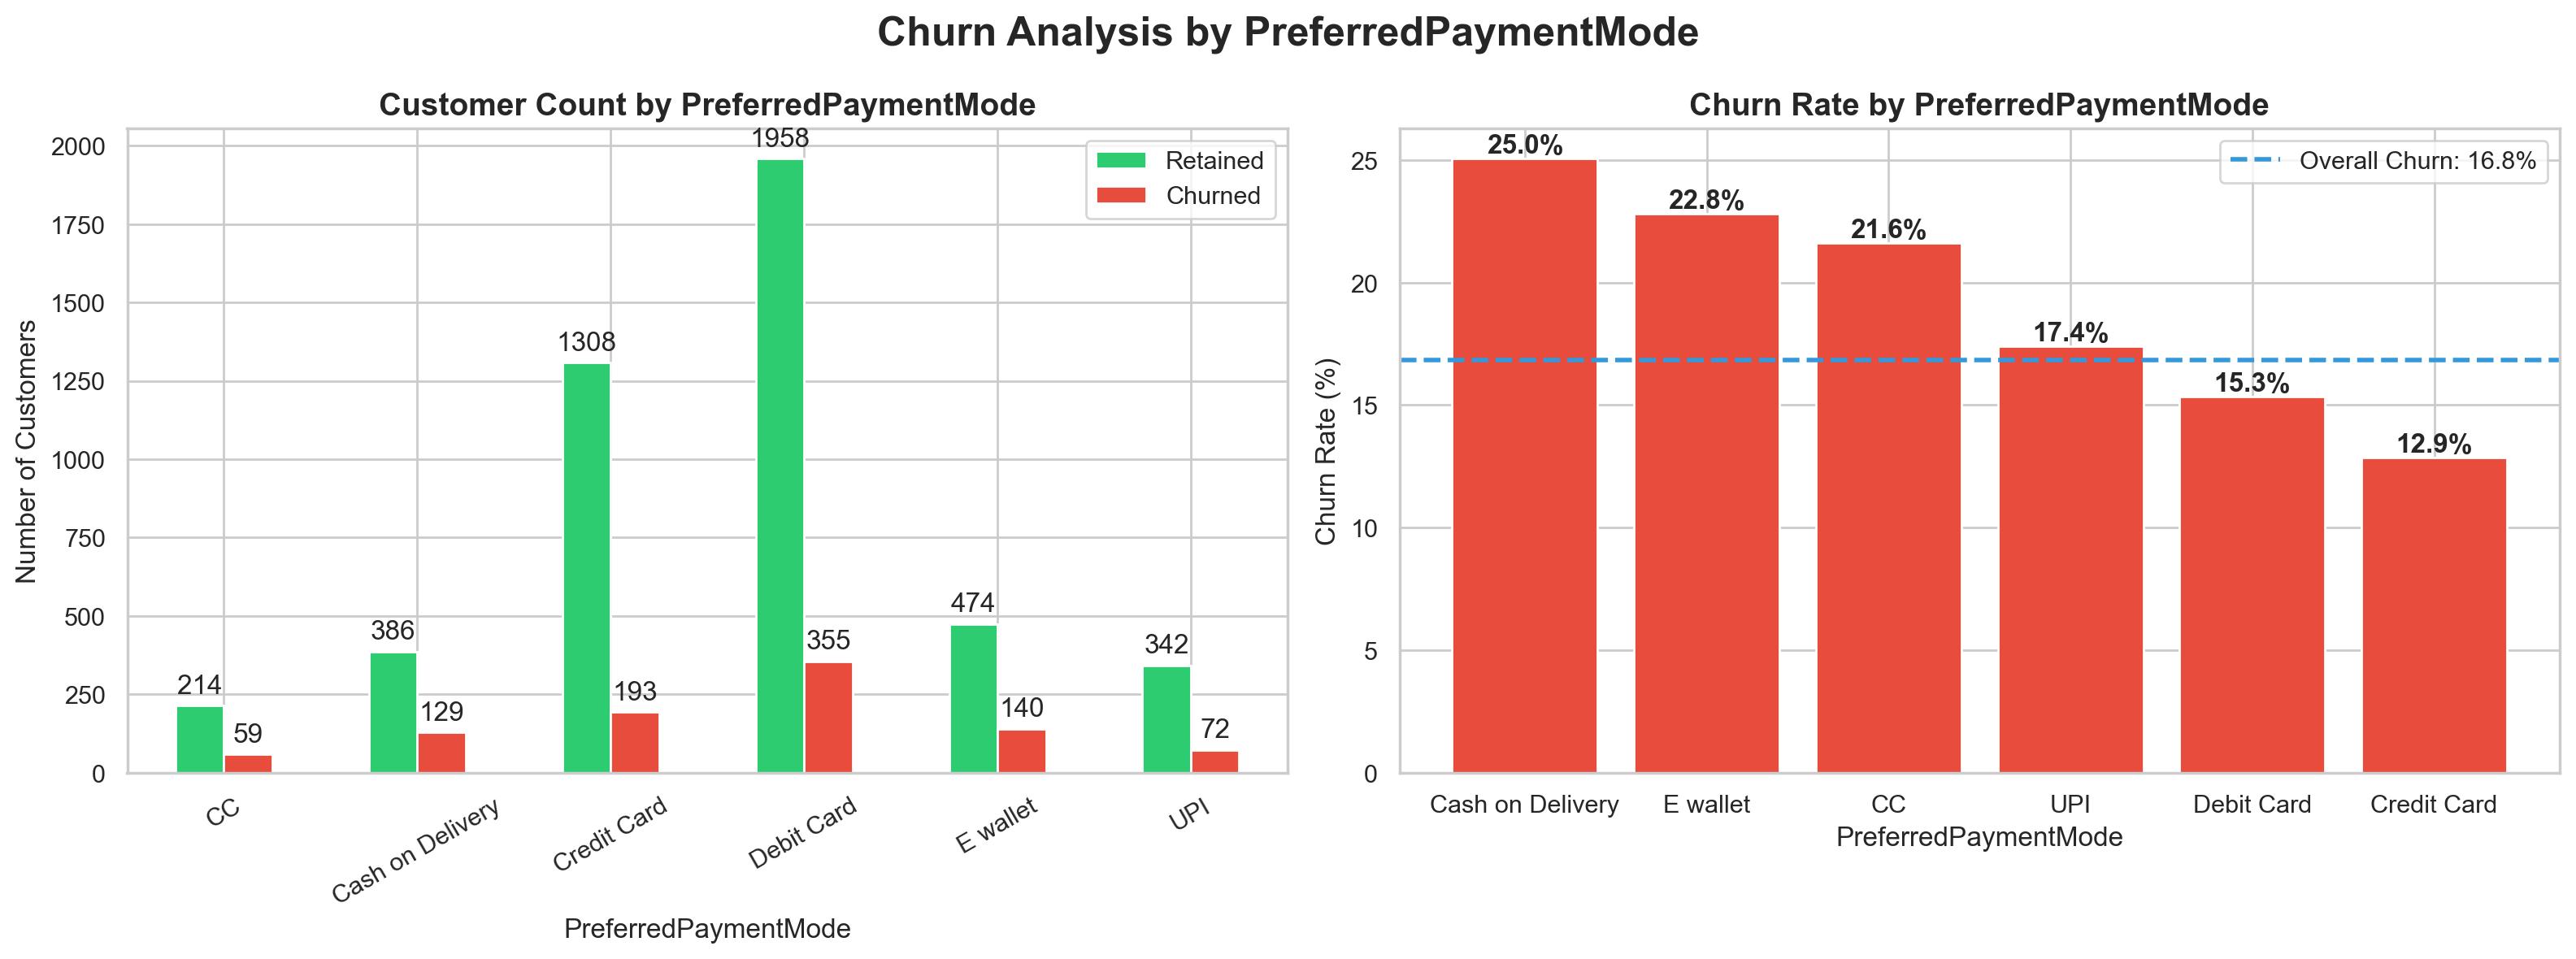 Churn Analysis by PreferredPaymentMode
Customer Count by PreferredPaymentMode
Number of Customers
2000
1750
1500
1250
1000
750
500
250
0
214
59
386
129
1308
193
1958
355
474
140
342
72
Retained
Churned
CC
Cash on Delivery
Credit Card
Debit Card
E wallet
UPI
PreferredPaymentMode
Churn Rate by PreferredPaymentMode
Churn Rate (%)
25
20
15
10
5
0
25.0%
22.8%
21.6%
17.4%
15.3%
12.9%
Overall Churn: 16.8%
Cash on Delivery
E wallet
CC
UPI
Debit Card
Credit Card
PreferredPaymentMode